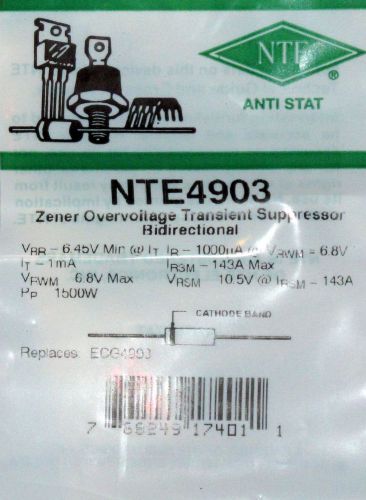 NTE
®
ANTI STAT
NTE4903
Zener Overvoltage Transient Suppressor
Bidirectional
VBR – 6.45V Min @ IT IR – 1000µA @ VRWM = 6.8V
IT – 1mA IRSM – 143A Max
VRWM 6.8V Max VRSM 10.5V @ IRSM – 143A
PP 1500W
CATHODE BAND
Replaces: ECG4903
7 68249 17401 1